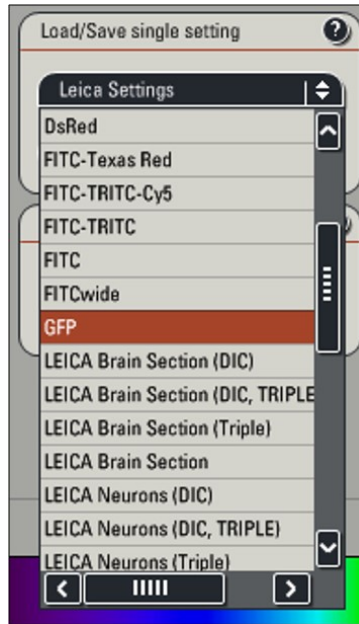 Load/Save single setting
?
Leica Settings
DsRed
FITC-Texas Red
FITC-TRITC-Cy5
FITC-TRITC
FITC
FITCwide
GFP
LEICA Brain Section (DIC)
LEICA Brain Section (DIC, TRIPLE
LEICA Brain Section (Triple)
LEICA Brain Section
LEICA Neurons (DIC)
LEICA Neurons (DIC, TRIPLE)
LEICA Neurons (Triple)